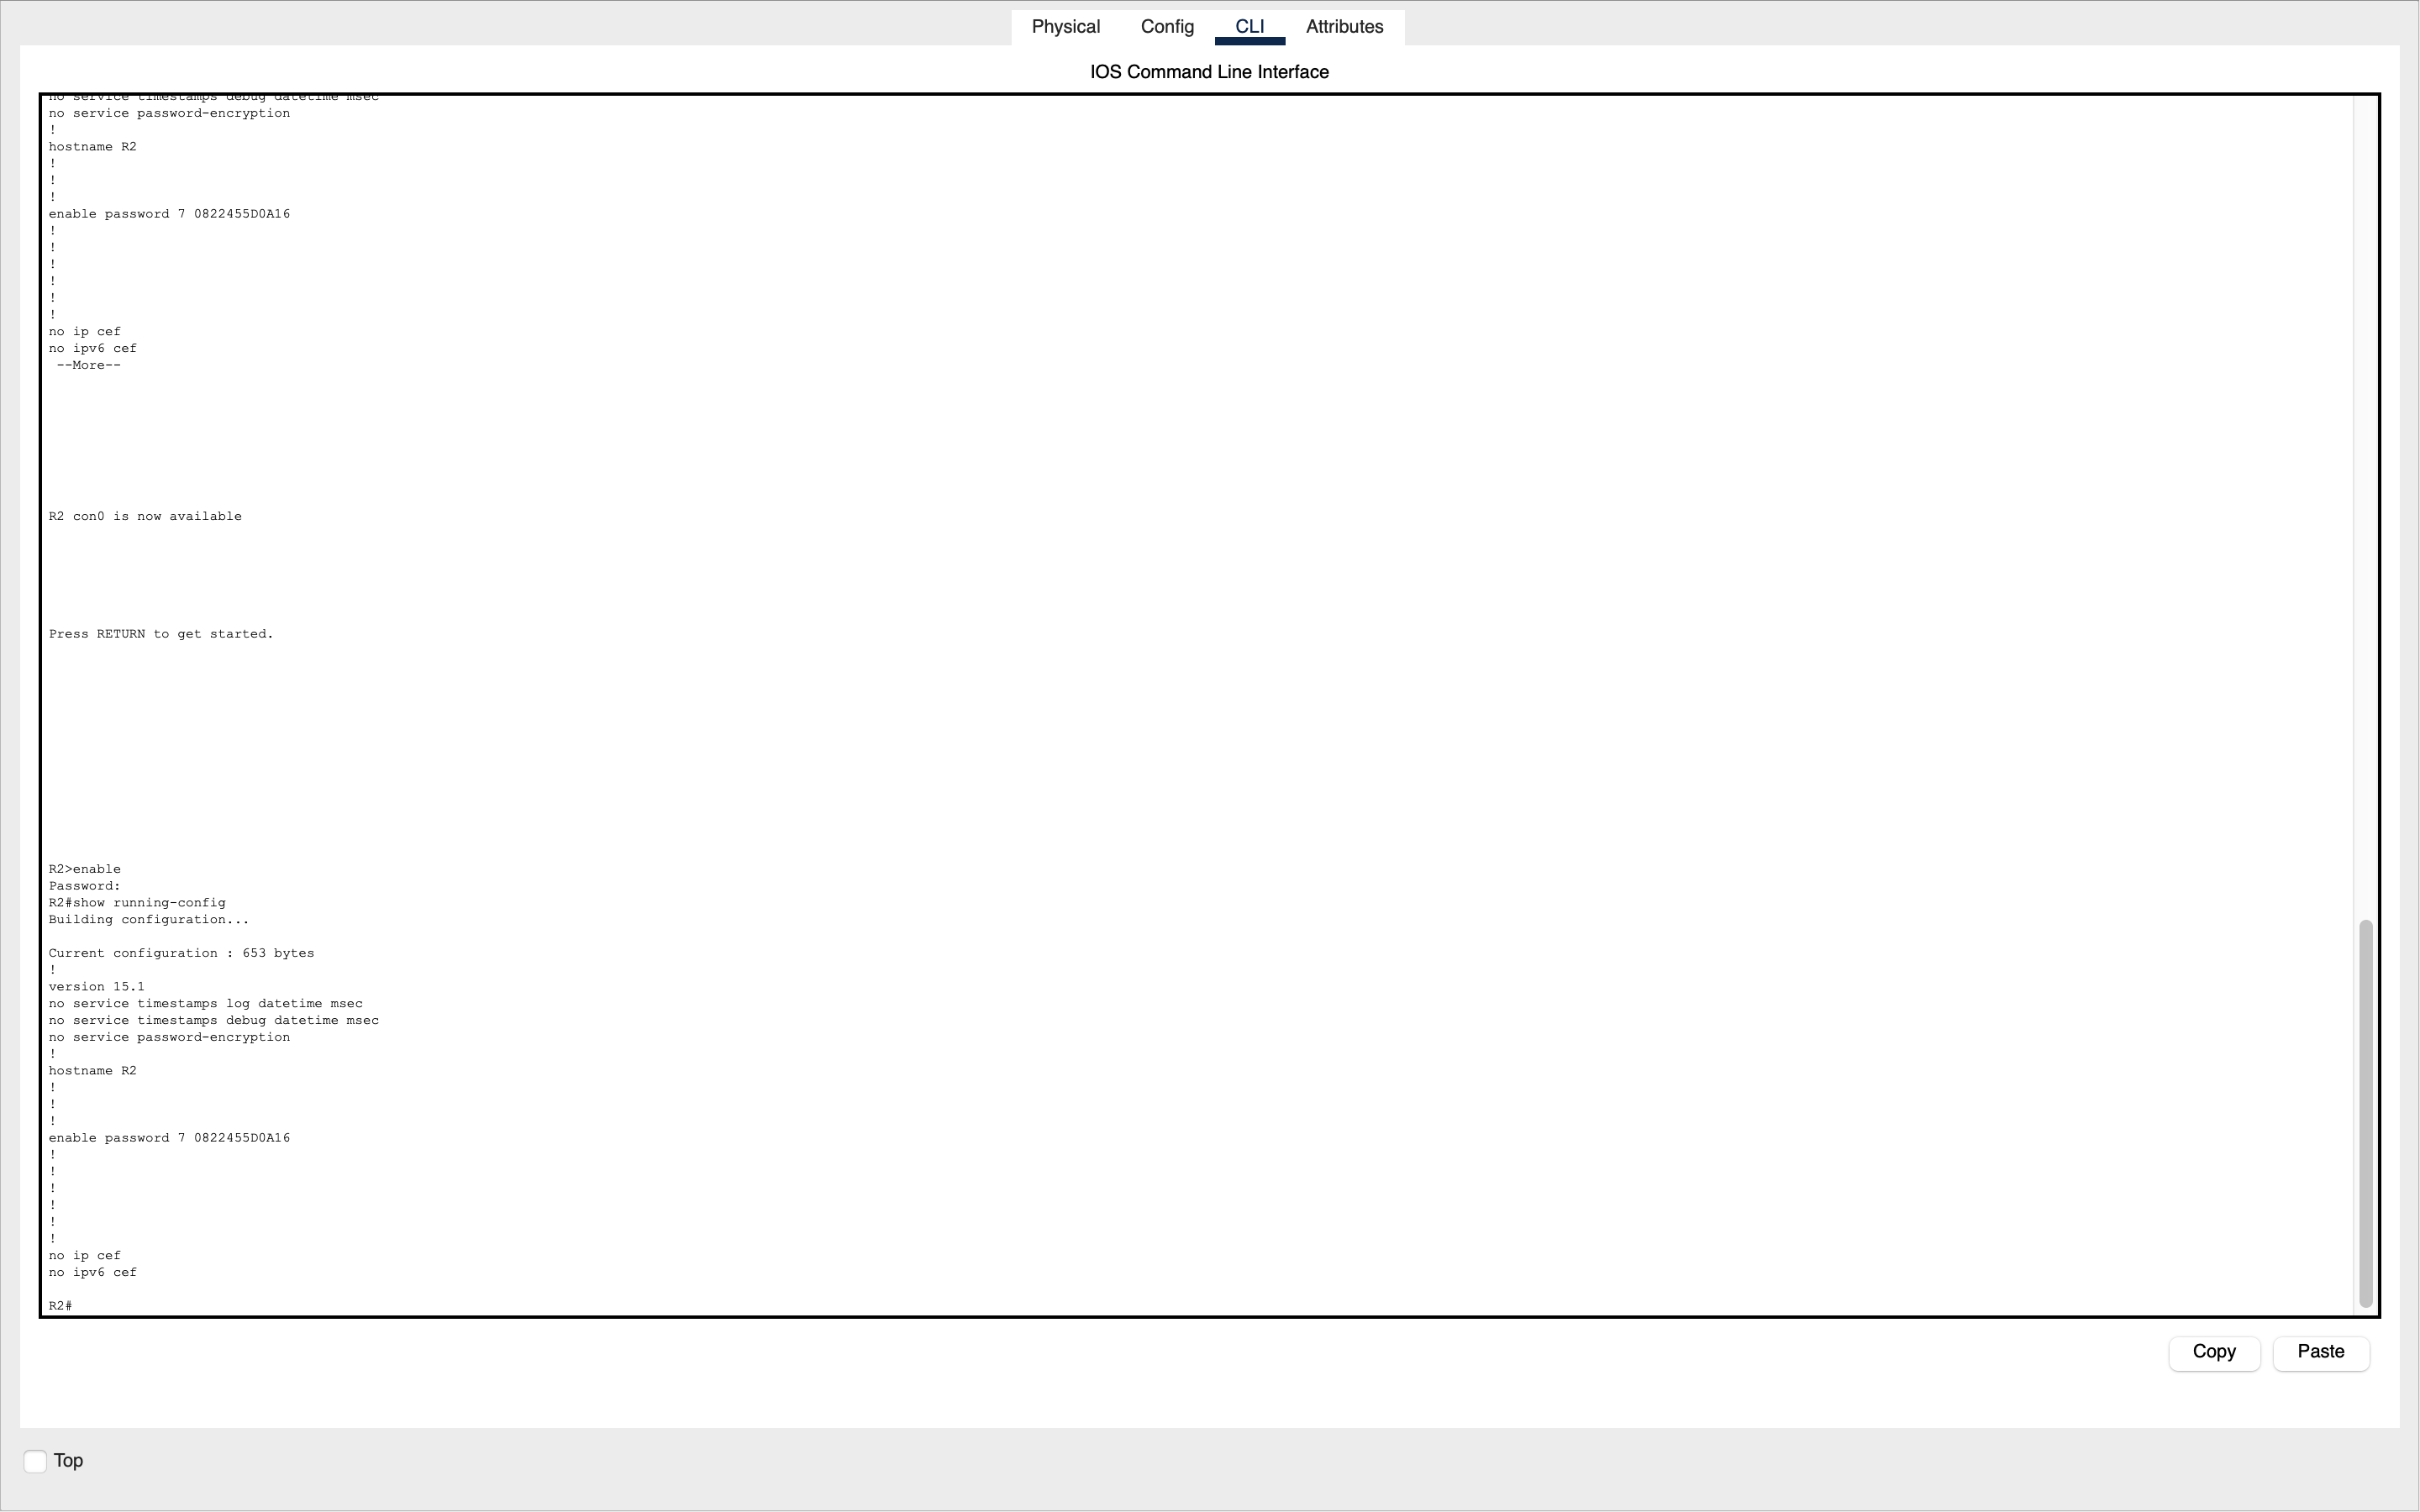 Physical Config CLI Attributes
IOS Command Line Interface
no service timestamps debug datetime msec
no service password-encryption
!
hostname R2
!
!
!
enable password 7 0822455D0A16
!
!
!
!
!
!
no ip cef
no ipv6 cef
--More--
R2 con0 is now available
Press RETURN to get started.
R2>enable
Password:
R2#show running-config
Building configuration...
Current configuration : 653 bytes
!
version 15.1
no service timestamps log datetime msec
no service timestamps debug datetime msec
no service password-encryption
!
hostname R2
!
!
!
enable password 7 0822455D0A16
!
!
!
!
!
!
no ip cef
no ipv6 cef
R2#
Copy Paste
Top